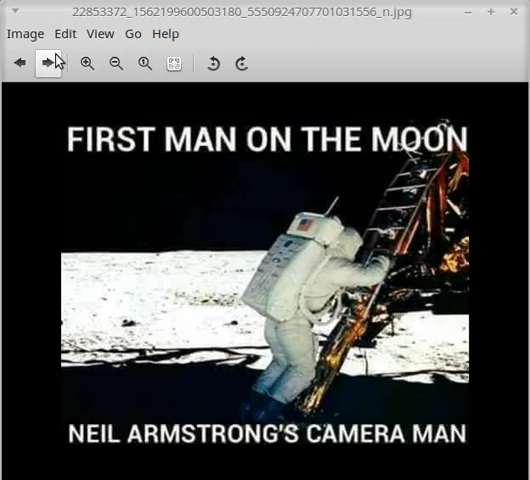 22853372_1562199600503180_5550924707701031556_n.jpg
Image Edit View Go Help
FIRST MAN ON THE MOON
NEIL ARMSTRONG'S CAMERA MAN